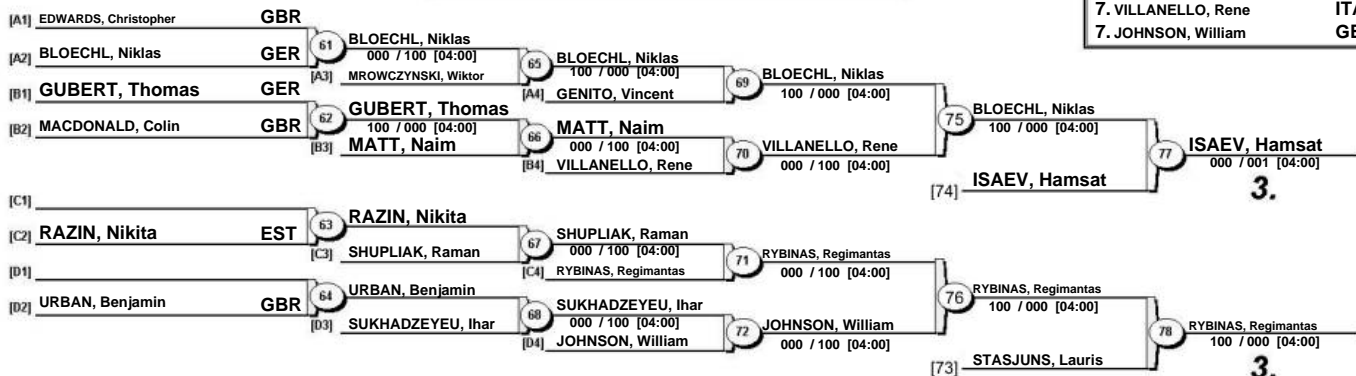 7. VILLANELLO, Rene ITA
7. JOHNSON, William
[A1] EDWARDS, Christopher GBR
61 BLOECHL, Niklas
000 / 100 [04:00]
[A2] BLOECHL, Niklas GER
[A3] MROWCZYNSKI, Wiktor
65 BLOECHL, Niklas
100 / 000 [04:00]
[A4] GENITO, Vincent
69 BLOECHL, Niklas
100 / 000 [04:00]
[B1] GUBERT, Thomas GER
62 GUBERT, Thomas
100 / 000 [04:00]
[B2] MACDONALD, Colin GBR
[B3] MATT, Naim
66 MATT, Naim
000 / 100 [04:00]
[B4] VILLANELLO, Rene
70 VILLANELLO, Rene
000 / 100 [04:00]
75 BLOECHL, Niklas
100 / 000 [04:00]
[74] ISAEV, Hamsat
77 ISAEV, Hamsat
000 / 001 [04:00]
3.
[C1]
63 RAZIN, Nikita
[C2] RAZIN, Nikita EST
[C3] SHUPLIAK, Raman
67 SHUPLIAK, Raman
000 / 100 [04:00]
[C4] RYBINAS, Regimantas
71 RYBINAS, Regimantas
000 / 100 [04:00]
[D1]
64 URBAN, Benjamin
[D2] URBAN, Benjamin GBR
[D3] SUKHADZEYEU, Ihar
68 SUKHADZEYEU, Ihar
000 / 100 [04:00]
[D4] JOHNSON, William
72 JOHNSON, William
000 / 100 [04:00]
76 RYBINAS, Regimantas
100 / 000 [04:00]
[73] STASJUNS, Lauris
78 RYBINAS, Regimantas
100 / 000 [04:00]
3.